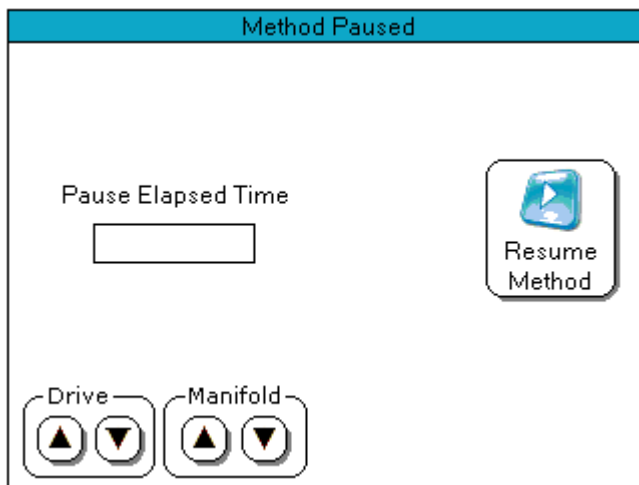 Method Paused
Pause Elapsed Time
Resume
Method
Drive
Manifold